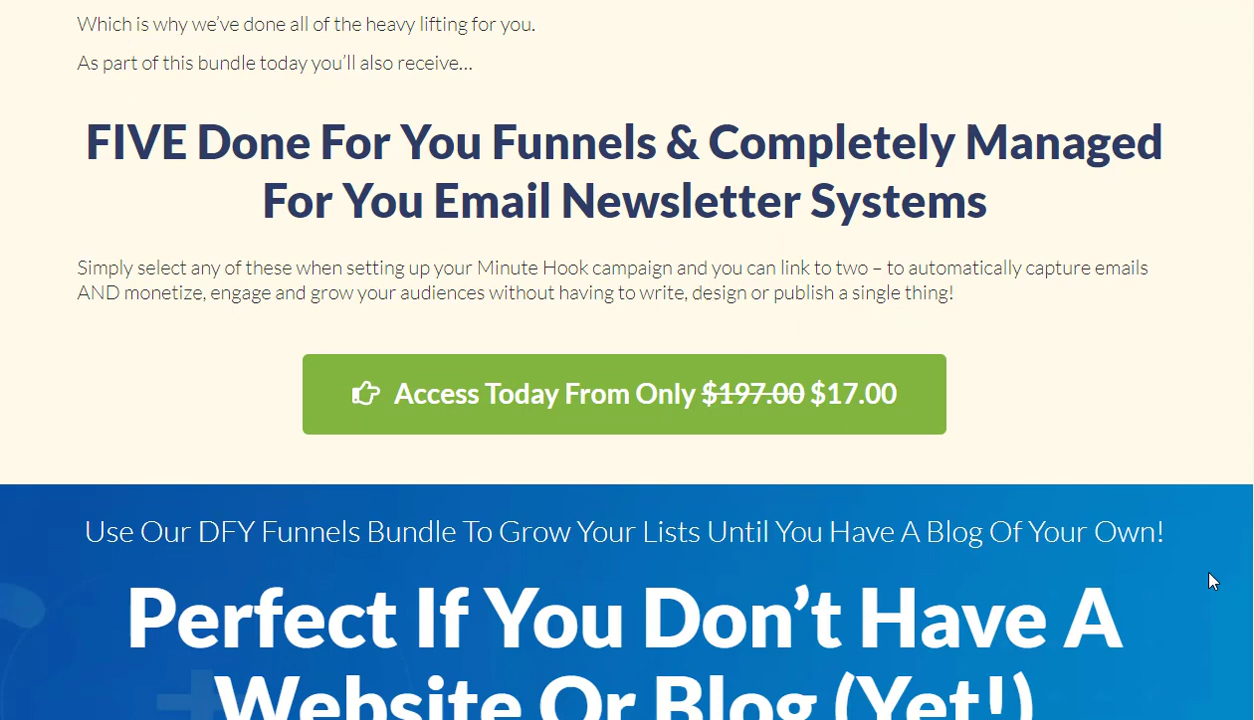 Which is why we’ve done all of the heavy lifting for you.
As part of this bundle today you’ll also receive…
FIVE Done For You Funnels & Completely Managed
For You Email Newsletter Systems
Simply select any of these when setting up your Minute Hook campaign and you can link to two – to automatically capture emails
AND monetize, engage and grow your audiences without having to write, design or publish a single thing!
Access Today From Only $197.00 $17.00
Use Our DFY Funnels Bundle To Grow Your Lists Until You Have A Blog Of Your Own!
Perfect If You Don’t Have A
Website Or Blog (Yet!)